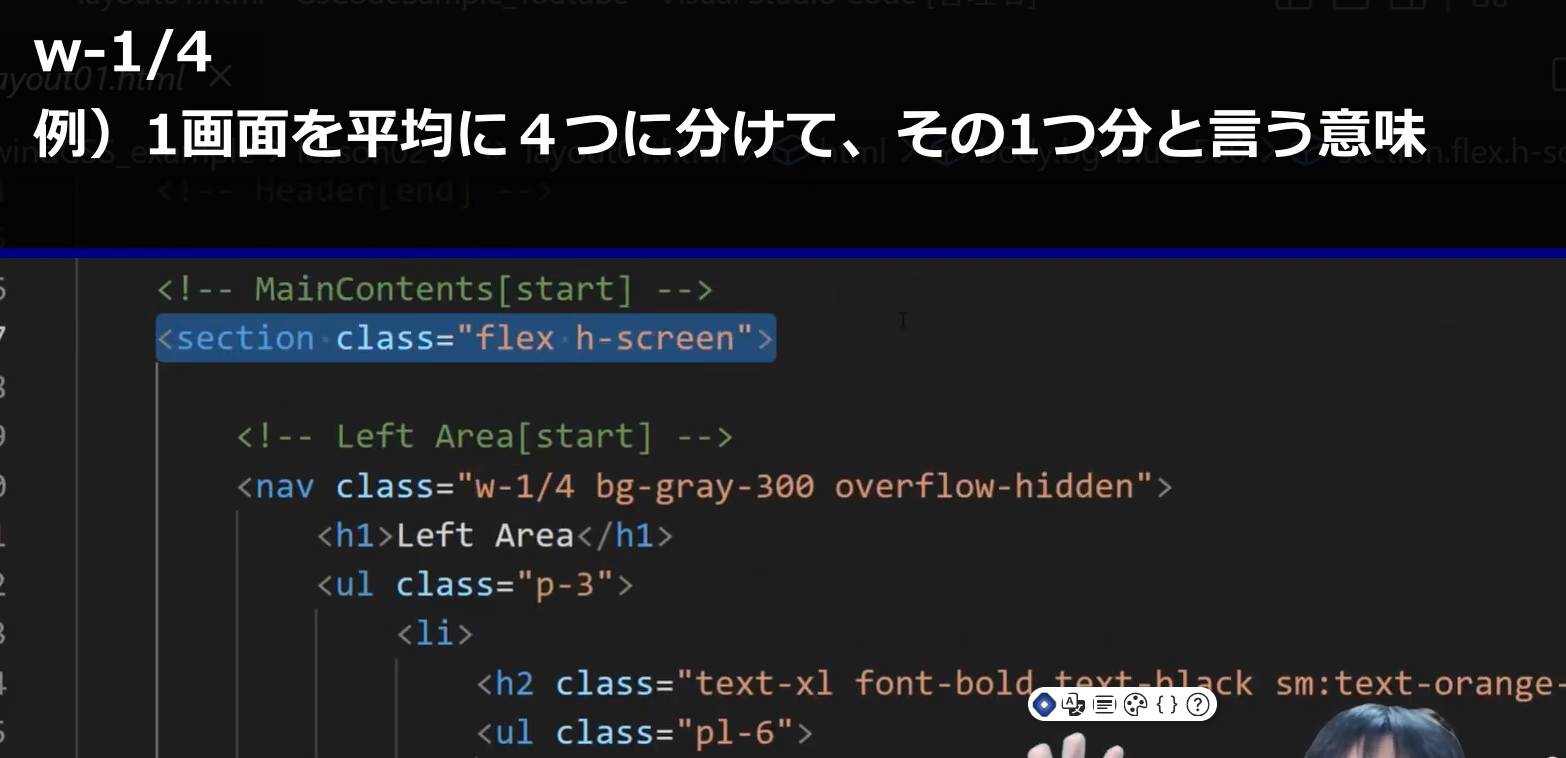 w-1/4
例）1画面を平均に４つに分けて、その1つ分と言う意味
<!-- Header[end] -->
<!-- MainContents[start] -->
<section class="flex h-screen">
<!-- Left Area[start] -->
<nav class="w-1/4 bg-gray-300 overflow-hidden">
<h1>Left Area</h1>
<ul class="p-3">
<li>
<h2 class="text-xl font-bold text-black sm:text-orange-
<ul class="pl-6">